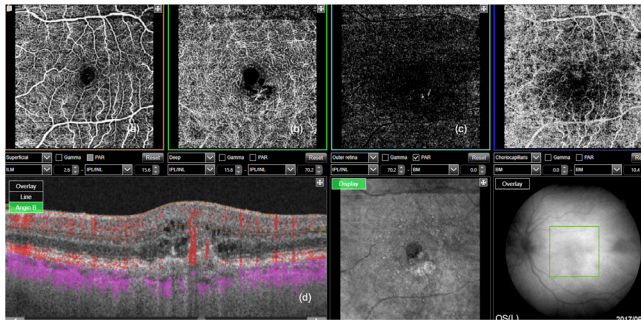 (a)
(b)
(c)
Superficial Gamma PAR Reset
ILM 2.6 IPL/INL 15.6
Deep Gamma PAR Reset
IPL/INL 15.6 IPL/INL 70.2
Outer retina Gamma PAR Reset
IPL/INL 70.2 BM 0.0
Choriocapillaris Gamma PAR Reset
BM 0.0 BM 10.4
Overlay
Line
Angio B
(d)
Display
Overlay
OS(L)